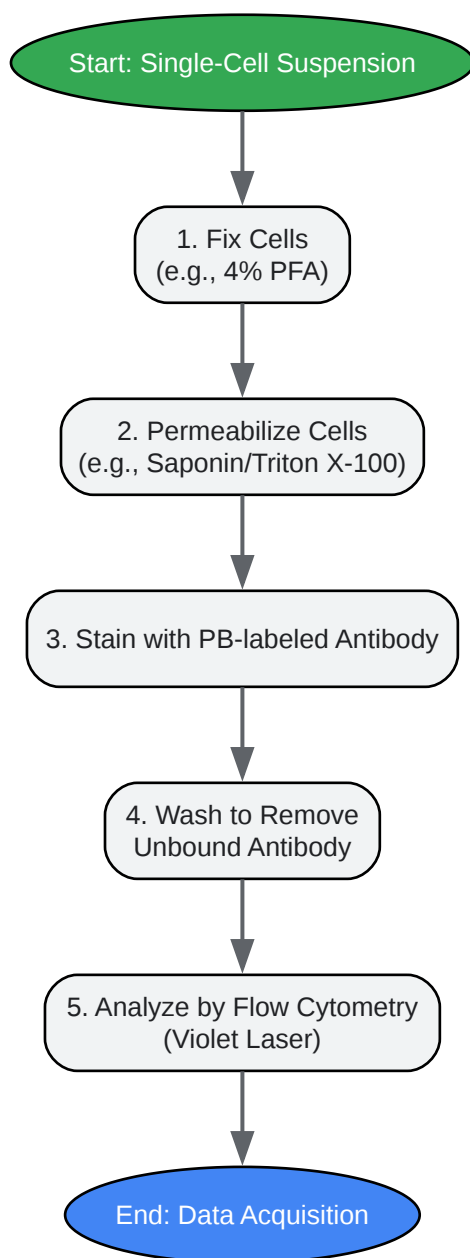 Start: Single-Cell Suspension
1. Fix Cells
(e.g., 4% PFA)
2. Permeabilize Cells
(e.g., Saponin/Triton X-100)
3. Stain with PB-labeled Antibody
4. Wash to Remove
Unbound Antibody
5. Analyze by Flow Cytometry
(Violet Laser)
End: Data Acquisition